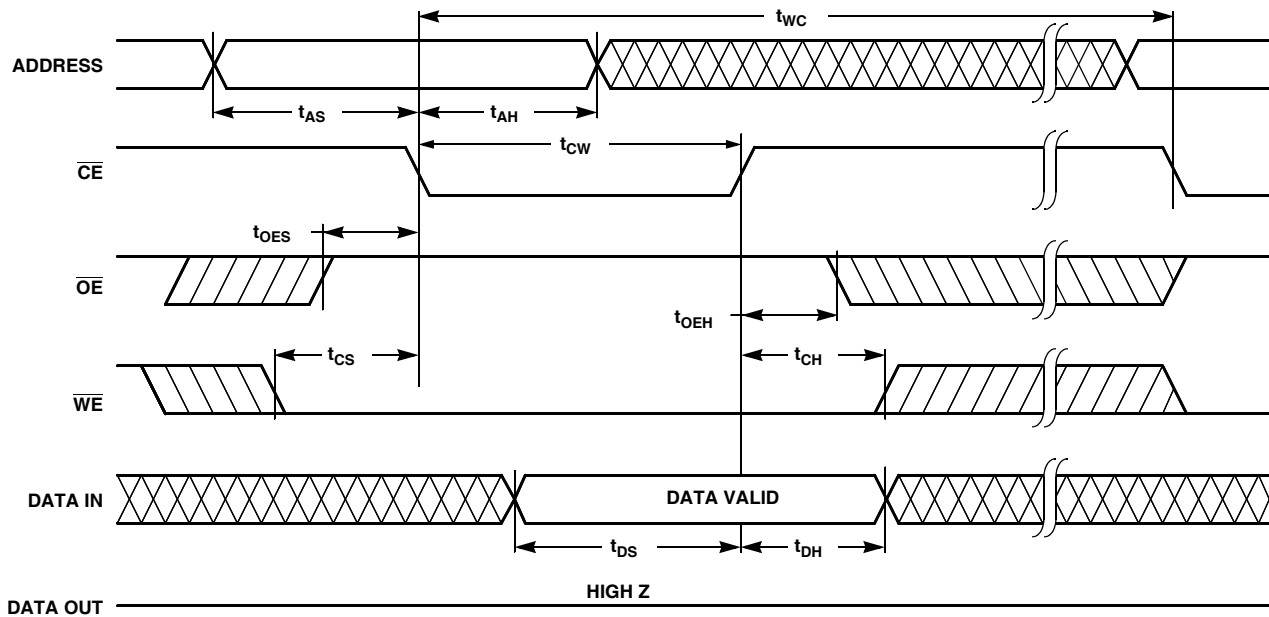 tWC
ADDRESS
tAS
tAH
tCW
CE
tOES
OE
tOEH
tCS
tCH
WE
DATA IN
DATA VALID
tDS
tDH
HIGH Z
DATA OUT